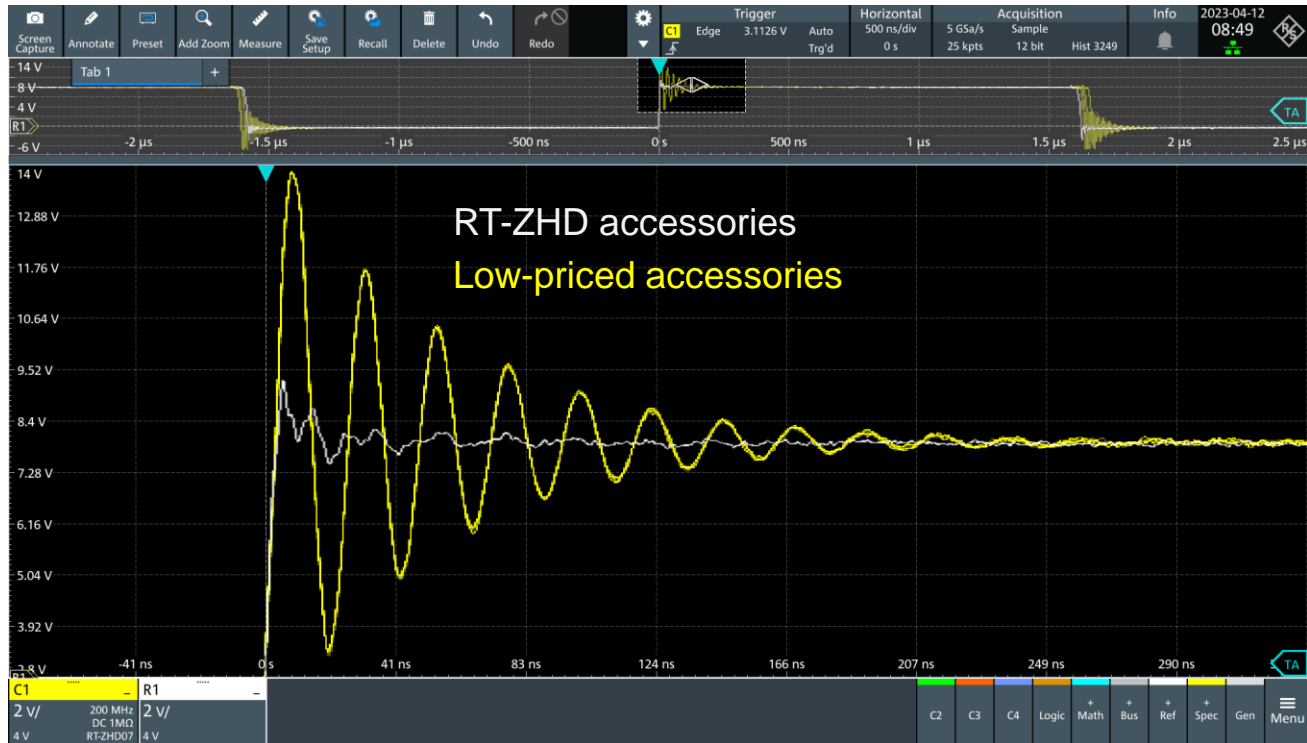 Screen Capture
Annotate
Preset
Add Zoom
Measure
Save Setup
Recall
Delete
Undo
Redo
Trigger
C1 Edge 3.1126 V Auto
Trg'd
Horizontal
500 ns/div
0 s
Acquisition
5 GSa/s Sample
25 kpts 12 bit Hist 3249
Info
2023-04-12
08:49
R&S
Tab 1 +
14 V
8 V
4 V
R1
-6 V
-2 µs -1.5 µs -1 µs -500 ns 0 s 500 ns 1 µs 1.5 µs 2 µs 2.5 µs
TA
14 V
RT-ZHD accessories
12.88 V
Low-priced accessories
11.76 V
10.64 V
9.52 V
8.4 V
7.28 V
6.16 V
5.04 V
3.92 V
2.8 V
R1
-41 ns 0 s 41 ns 83 ns 124 ns 166 ns 207 ns 249 ns 290 ns
TA
C1
2 V/ 200 MHz
DC 1MΩ
4 V RT-ZHD07
R1
2 V/
4 V
C2 C3 C4 Logic + Math + Bus + Ref + Spec Gen Menu